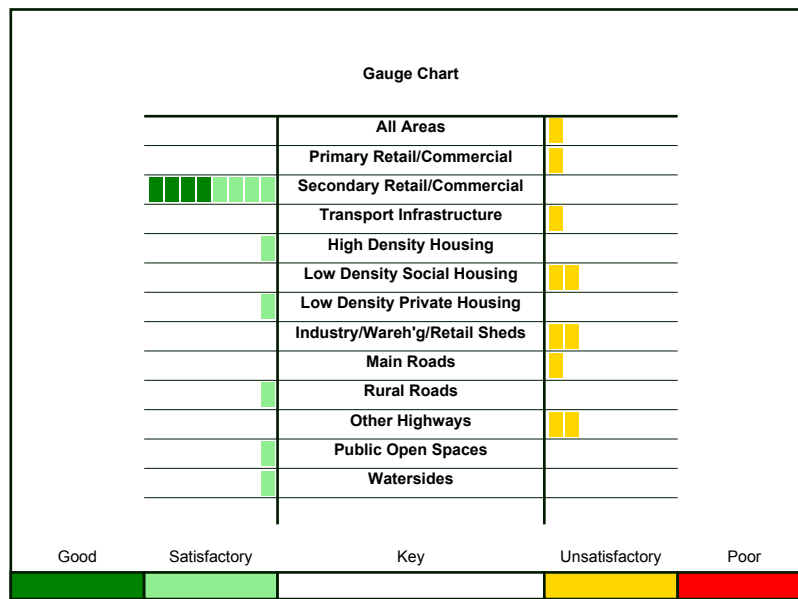 Gauge Chart
All Areas
Primary Retail/Commercial
Secondary Retail/Commercial
Transport Infrastructure
High Density Housing
Low Density Social Housing
Low Density Private Housing
Industry/Wareh'g/Retail Sheds
Main Roads
Rural Roads
Other Highways
Public Open Spaces
Watersides
Good Satisfactory Key Unsatisfactory Poor